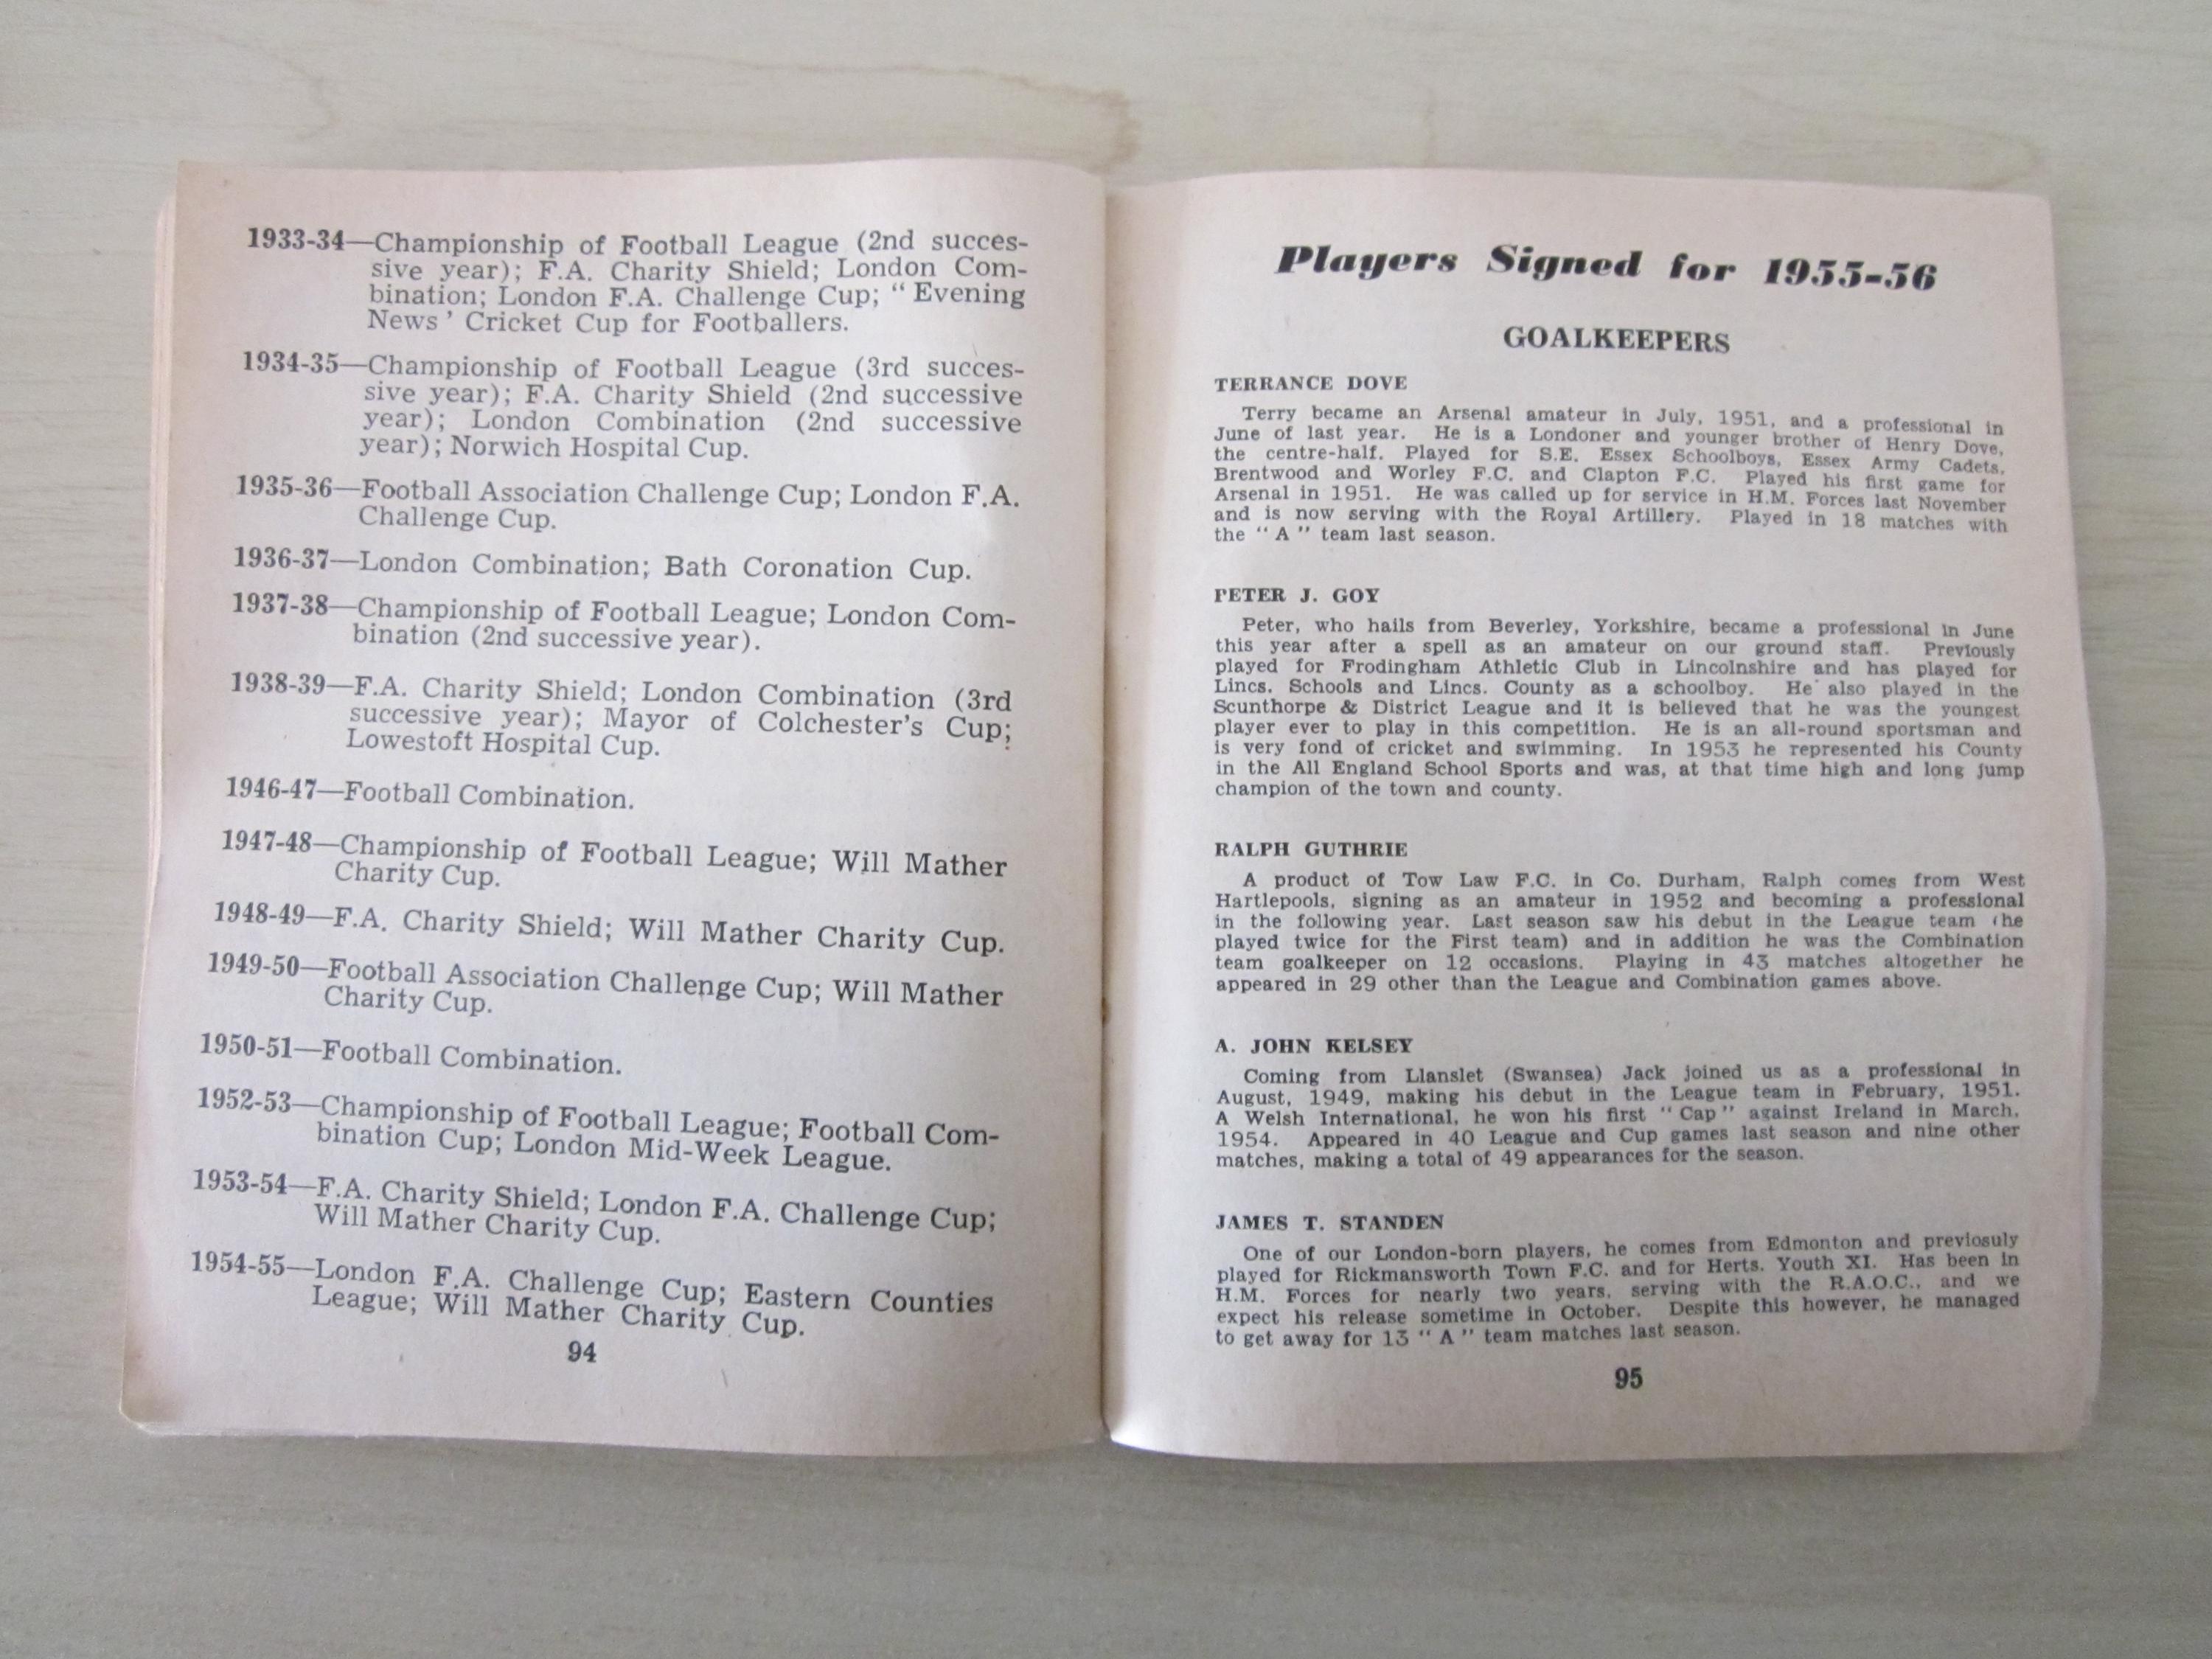 1933-34—Championship of Football League (2nd succes-
sive year); F.A. Charity Shield; London Com-
bination; London F.A. Challenge Cup; “ Evening
News ’ Cricket Cup for Footballers.
1934-35—Championship of Football League (3rd succes-
sive year); F.A. Charity Shield (2nd successive
year); London Combination (2nd successive
year); Norwich Hospital Cup.
1935-36—Football Association Challenge Cup; London F.A.
Challenge Cup.
1936-37—London Combination; Bath Coronation Cup.
1937-38—Championship of Football League; London Com-
bination (2nd successive year).
1938-39—F.A. Charity Shield; London Combination (3rd
successive year); Mayor of Colchester's Cup;
Lowestoft Hospital Cup.
1946-47—Football Combination.
1947-48—Championship of Football League; Will Mather
Charity Cup.
1948-49—F.A. Charity Shield; Will Mather Charity Cup.
1949-50—Football Association Challenge Cup; Will Mather
Charity Cup.
1950-51—Football Combination.
1952-53—Championship of Football League; Football Com-
bination Cup; London Mid-Week League.
1953-54—F.A. Charity Shield; London F.A. Challenge Cup;
Will Mather Charity Cup.
1954-55—London F.A. Challenge Cup; Eastern Counties
League; Will Mather Charity Cup.
94
Players Signed for 1955-56
GOALKEEPERS
TERRANCE DOVE
Terry became an Arsenal amateur in July, 1951, and a professional in
June of last year. He is a Londoner and younger brother of Henry Dove,
the centre-half. Played for S.E. Essex Schoolboys, Essex Army Cadets,
Brentwood and Worley F.C. and Clapton F.C. Played his first game for
Arsenal in 1951. He was called up for service in H.M. Forces last November
and is now serving with the Royal Artillery. Played in 18 matches with
the “ A ” team last season.
PETER J. GOY
Peter, who hails from Beverley, Yorkshire, became a professional in June
this year after a spell as an amateur on our ground staff. Previously
played for Frodingham Athletic Club in Lincolnshire and has played for
Lincs. Schools and Lincs. County as a schoolboy. He also played in the
Scunthorpe & District League and it is believed that he was the youngest
player ever to play in this competition. He is an all-round sportsman and
is very fond of cricket and swimming. In 1953 he represented his County
in the All England School Sports and was, at that time high and long jump
champion of the town and county.
RALPH GUTHRIE
A product of Tow Law F.C. in Co. Durham, Ralph comes from West
Hartlepools, signing as an amateur in 1952 and becoming a professional
in the following year. Last season saw his debut in the League team (he
played twice for the First team) and in addition he was the Combination
team goalkeeper on 12 occasions. Playing in 43 matches altogether he
appeared in 29 other than the League and Combination games above.
A. JOHN KELSEY
Coming from Llanslet (Swansea) Jack joined us as a professional in
August, 1949, making his debut in the League team in February, 1951.
A Welsh International, he won his first “ Cap ” against Ireland in March,
1954. Appeared in 40 League and Cup games last season and nine other
matches, making a total of 49 appearances for the season.
JAMES T. STANDEN
One of our London-born players, he comes from Edmonton and previosuly
played for Rickmansworth Town F.C. and for Herts. Youth XI. Has been in
H.M. Forces for nearly two years, serving with the R.A.O.C., and we
expect his release sometime in October. Despite this however, he managed
to get away for 13 “ A ” team matches last season.
95